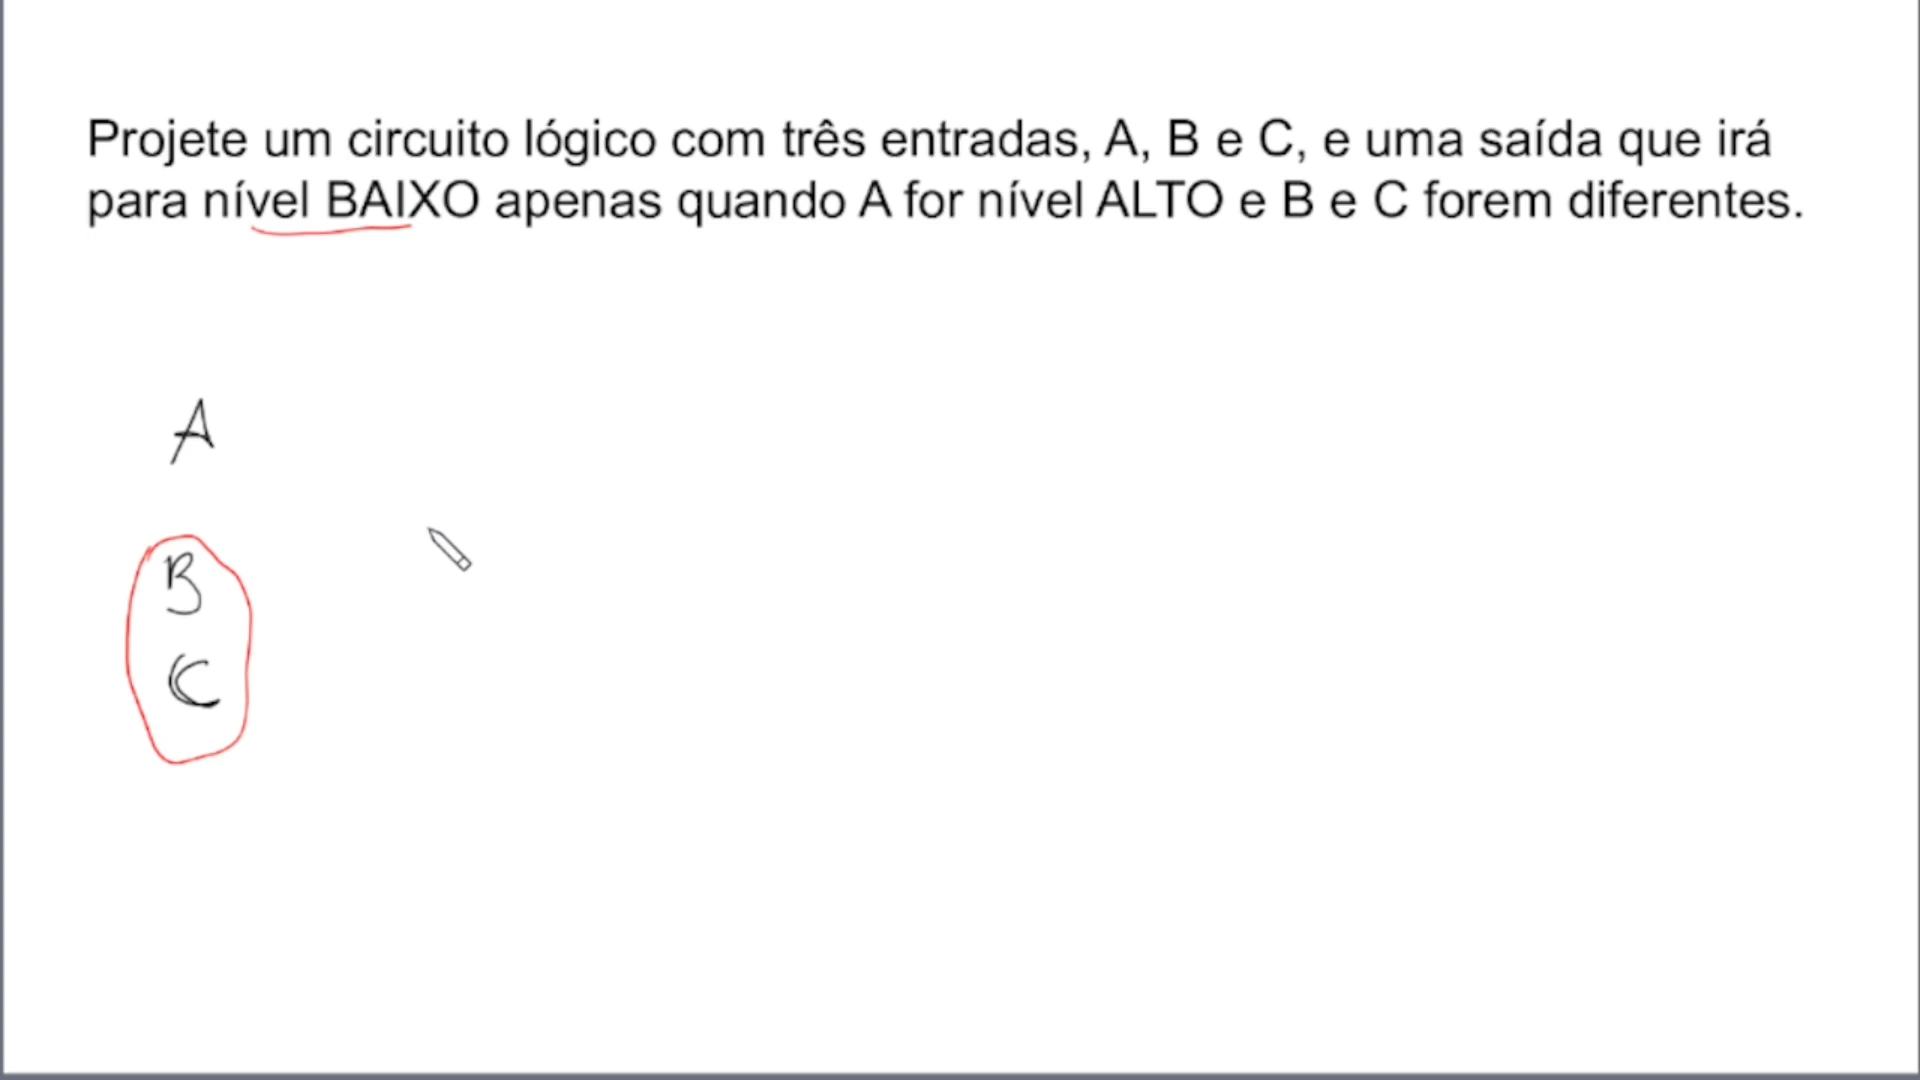 Projete um circuito lógico com três entradas, A, B e C, e uma saída que irá
para nível BAIXO apenas quando A for nível ALTO e B e C forem diferentes.
A
B
C